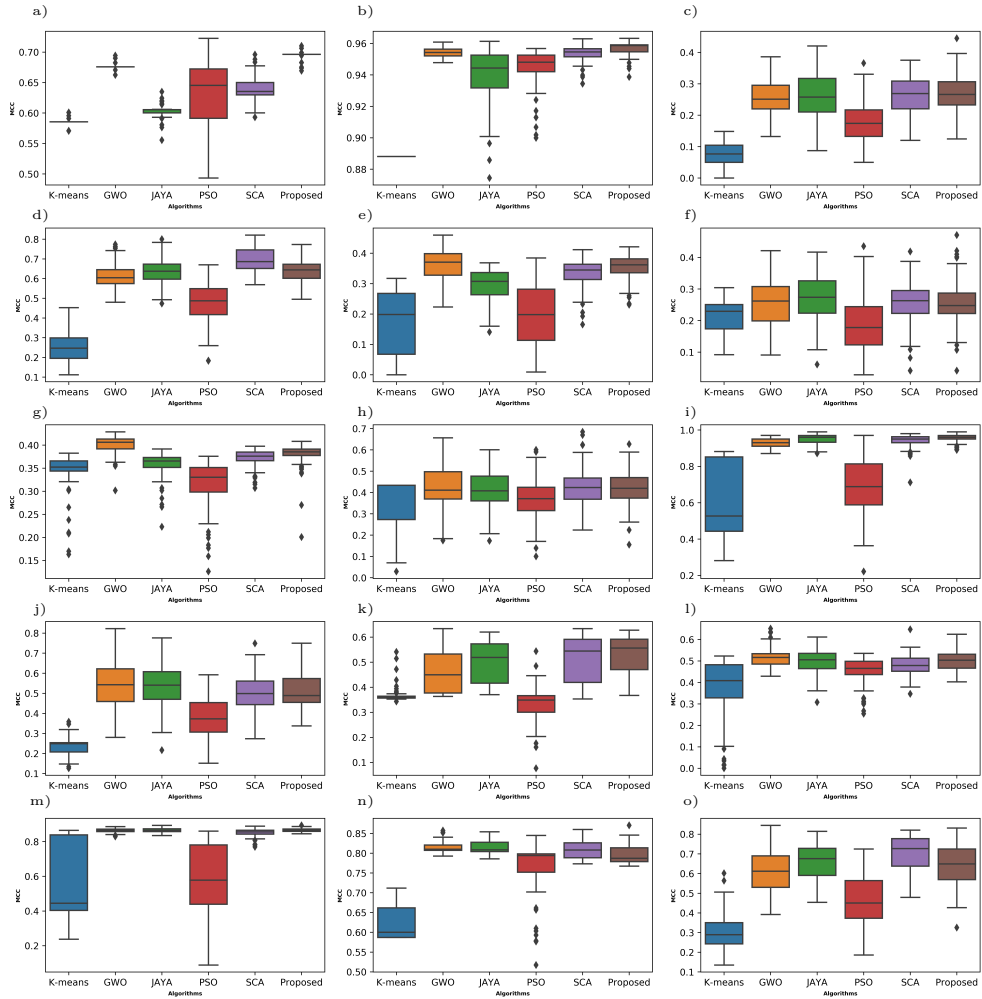 a)
b)
c)
0.70
0.65
0.60
0.55
0.50
MCC
K-means GWO JAYA PSO SCA Proposed
Algorithms
0.96
0.94
0.92
0.90
0.88
MCC
K-means GWO JAYA PSO SCA Proposed
Algorithms
0.4
0.3
0.2
0.1
0.0
MCC
K-means GWO JAYA PSO SCA Proposed
Algorithms
d)
e)
f)
0.8
0.7
0.6
0.5
0.4
0.3
0.2
0.1
MCC
K-means GWO JAYA PSO SCA Proposed
Algorithms
0.4
0.3
0.2
0.1
0.0
MCC
K-means GWO JAYA PSO SCA Proposed
Algorithms
0.4
0.3
0.2
0.1
MCC
K-means GWO JAYA PSO SCA Proposed
Algorithms
g)
h)
i)
0.40
0.35
0.30
0.25
0.20
0.15
MCC
K-means GWO JAYA PSO SCA Proposed
Algorithms
0.7
0.6
0.5
0.4
0.3
0.2
0.1
0.0
MCC
K-means GWO JAYA PSO SCA Proposed
Algorithms
1.0
0.8
0.6
0.4
0.2
MCC
K-means GWO JAYA PSO SCA Proposed
Algorithms
j)
k)
l)
0.8
0.7
0.6
0.5
0.4
0.3
0.2
0.1
MCC
K-means GWO JAYA PSO SCA Proposed
Algorithms
0.6
0.5
0.4
0.3
0.2
0.1
MCC
K-means GWO JAYA PSO SCA Proposed
Algorithms
0.6
0.5
0.4
0.3
0.2
0.1
0.0
MCC
K-means GWO JAYA PSO SCA Proposed
Algorithms
m)
n)
o)
0.8
0.6
0.4
0.2
MCC
K-means GWO JAYA PSO SCA Proposed
Algorithms
0.85
0.80
0.75
0.70
0.65
0.60
0.55
0.50
MCC
K-means GWO JAYA PSO SCA Proposed
Algorithms
0.8
0.7
0.6
0.5
0.4
0.3
0.2
0.1
MCC
K-means GWO JAYA PSO SCA Proposed
Algorithms